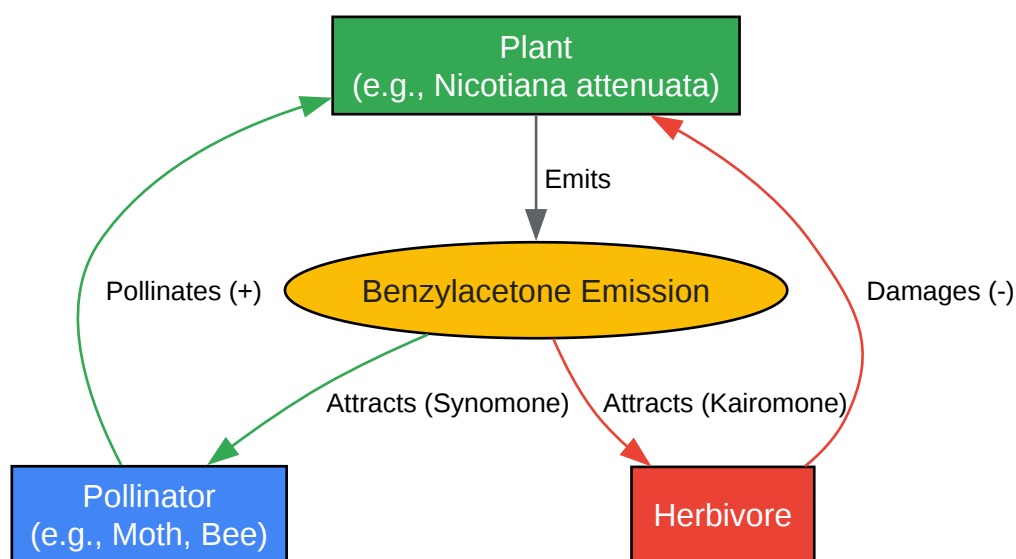 Plant
(e.g., Nicotiana attenuata)
Emits
Pollinates (+)
Benzylacetone Emission
Damages (-)
Attracts (Synomone)
Attracts (Kairomone)
Pollinator
(e.g., Moth, Bee)
Herbivore